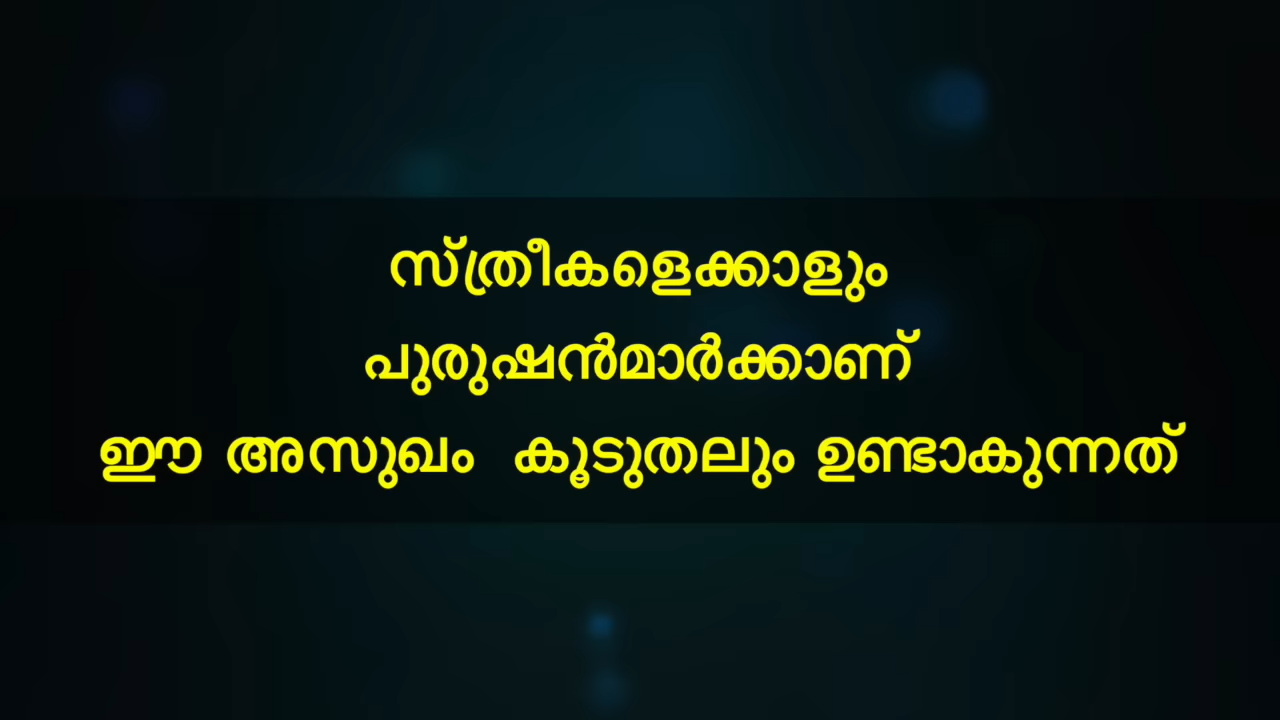 സ്ത്രീകളെക്കാളും
പുരുഷൻമാർക്കാണ്
ഈ അസുഖം കൂടുതലും ഉണ്ടാകുന്നത്